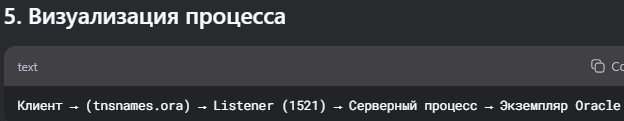 5. Визуализация процесса
text
Клиент → (tnsnames.ora) → Listener (1521) → Серверный процесс → Экземпляр Oracle